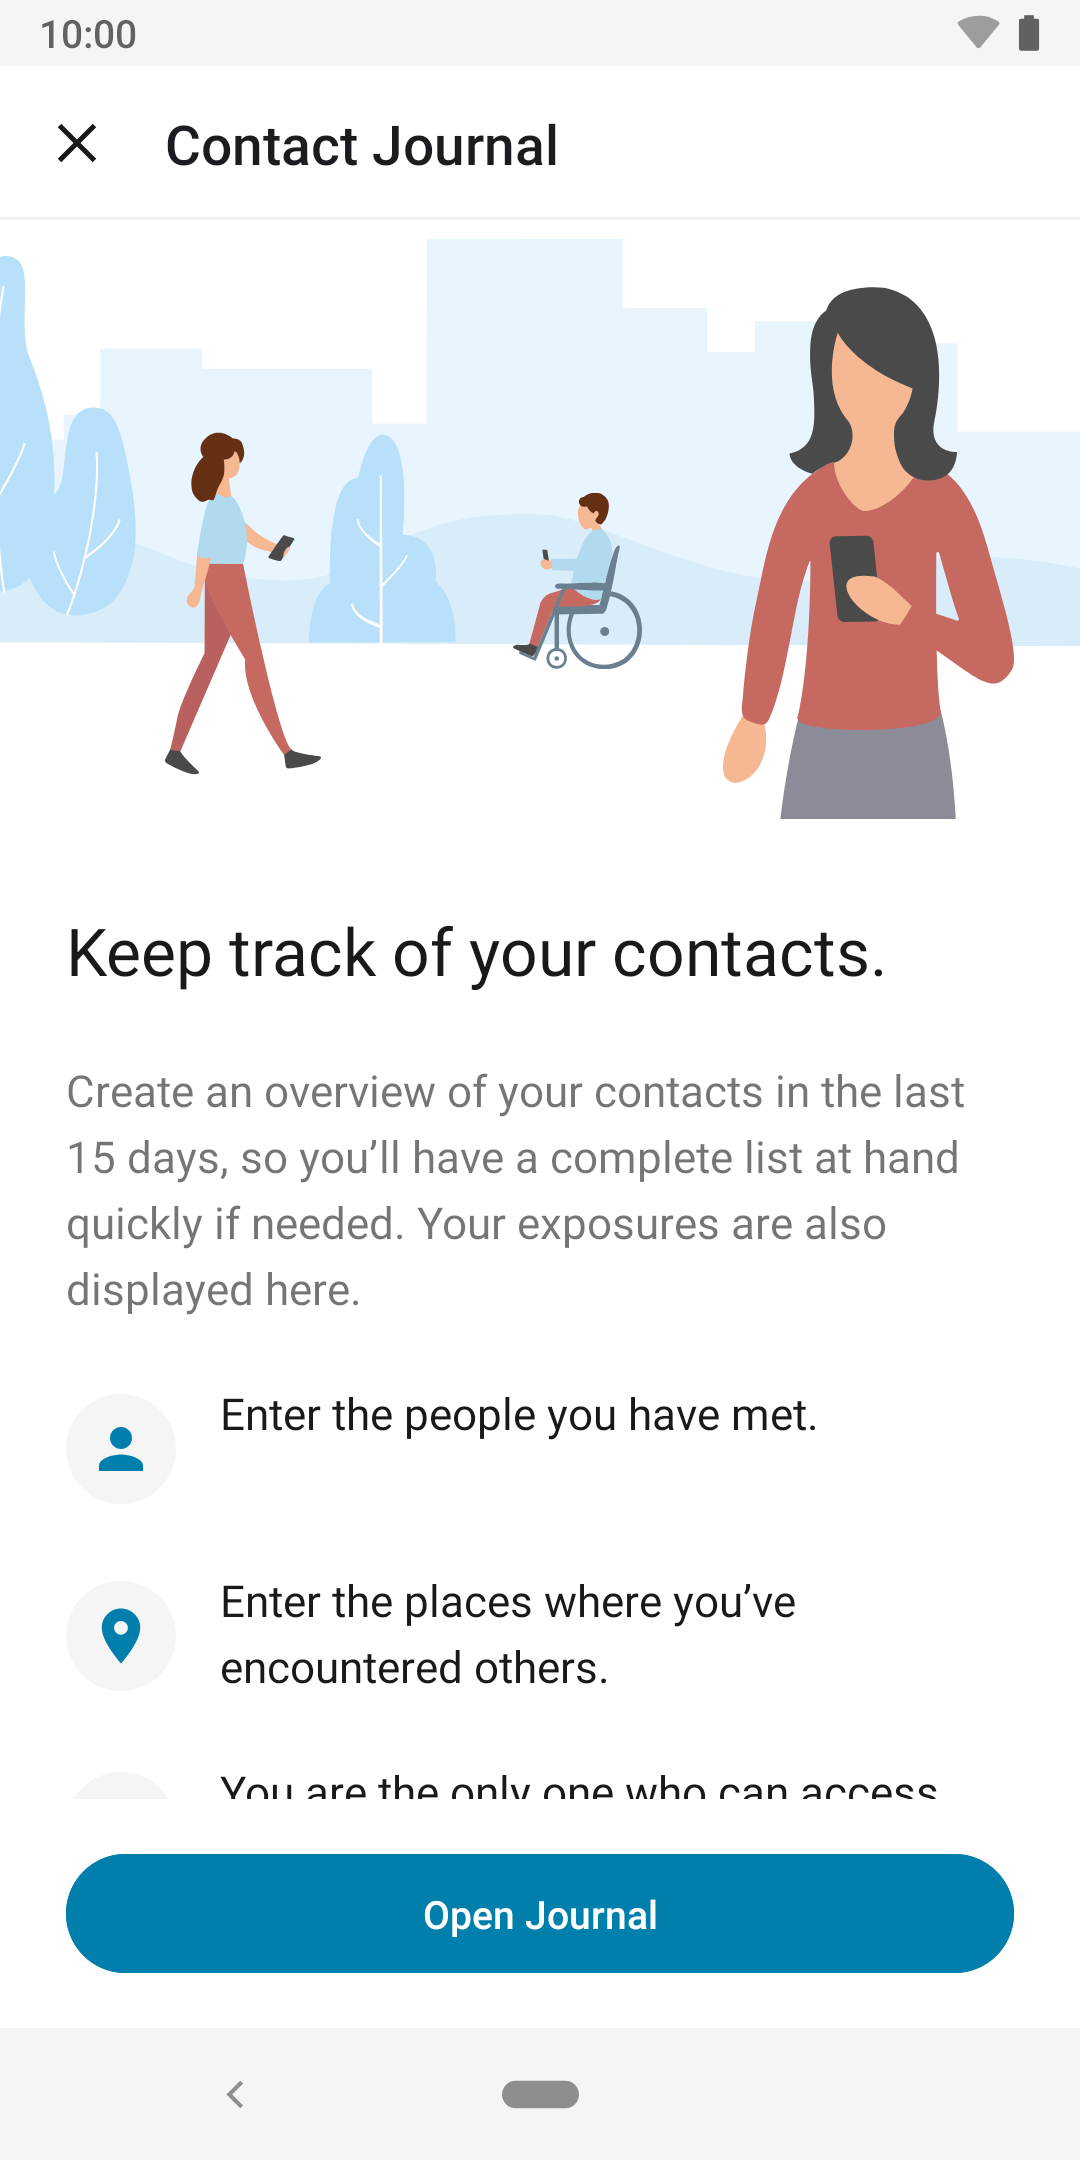 10:00
Contact Journal
Keep track of your contacts.
Create an overview of your contacts in the last
15 days, so you’ll have a complete list at hand
quickly if needed. Your exposures are also
displayed here.
Enter the people you have met.
Enter the places where you’ve
encountered others.
You are the only one who can access
Open Journal